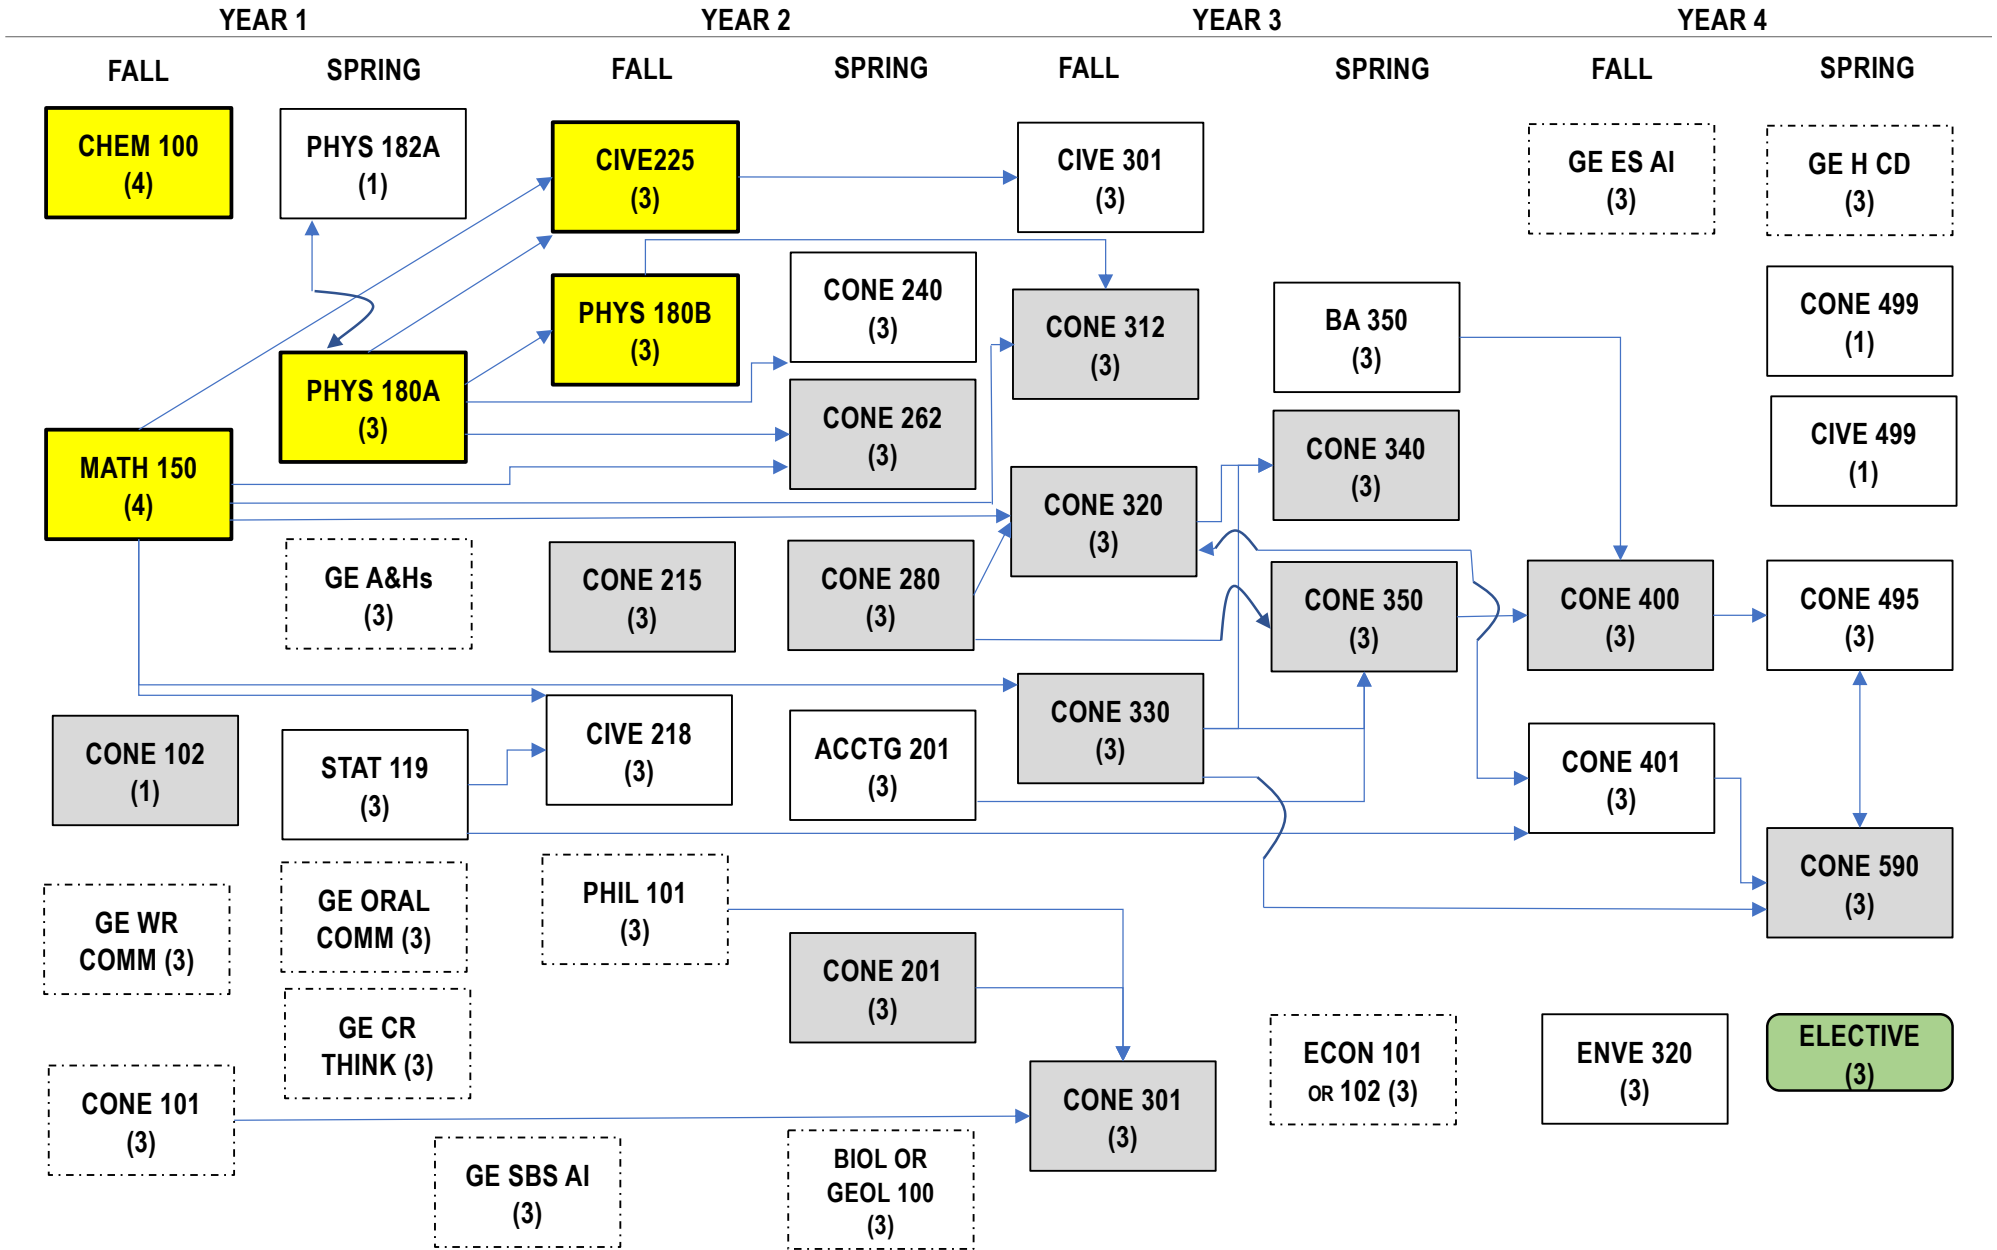 YEAR 1
YEAR 2
YEAR 3
YEAR 4
FALL
SPRING
FALL
SPRING
FALL
SPRING
FALL
SPRING
CHEM 100
(4)
MATH 150
(4)
CONE 102
(1)
GE WR
COMM (3)
CONE 101
(3)
PHYS 182A
(1)
PHYS 180A
(3)
GE A&Hs
(3)
STAT 119
(3)
GE ORAL
COMM (3)
GE CR
THINK (3)
GE SBS AI
(3)
CIVE225
(3)
PHYS 180B
(3)
CONE 215
(3)
CIVE 218
(3)
PHIL 101
(3)
CONE 240
(3)
CONE 262
(3)
CONE 280
(3)
ACCTG 201
(3)
CONE 201
(3)
BIOL OR
GEOL 100
(3)
CIVE 301
(3)
CONE 312
(3)
CONE 320
(3)
CONE 330
(3)
CONE 301
(3)
BA 350
(3)
CONE 340
(3)
CONE 350
(3)
ECON 101
OR 102 (3)
GE ES AI
(3)
CONE 400
(3)
CONE 401
(3)
ENVE 320
(3)
GE H CD
(3)
CONE 499
(1)
CIVE 499
(1)
CONE 495
(3)
CONE 590
(3)
ELECTIVE
(3)